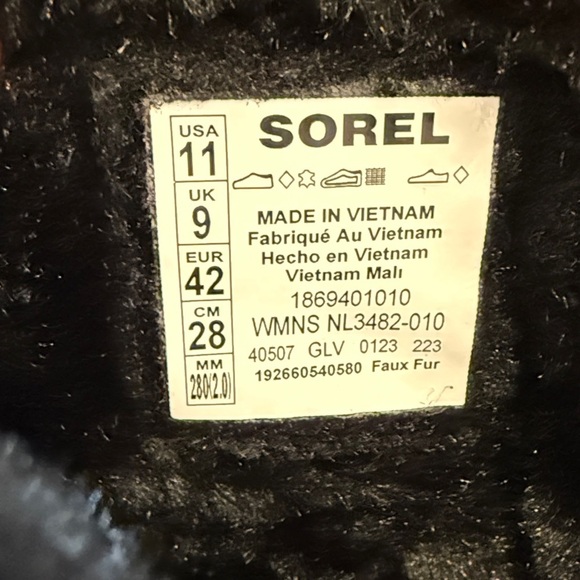 USA
11
UK
9
EUR
42
CM
28
MM
280(2.0)
SOREL
MADE IN VIETNAM
Fabriqué Au Vietnam
Hecho en Vietnam
Vietnam Malı
1869401010
WMNS NL3482-010
40507 GLV 0123 223
192660540580 Faux Fur